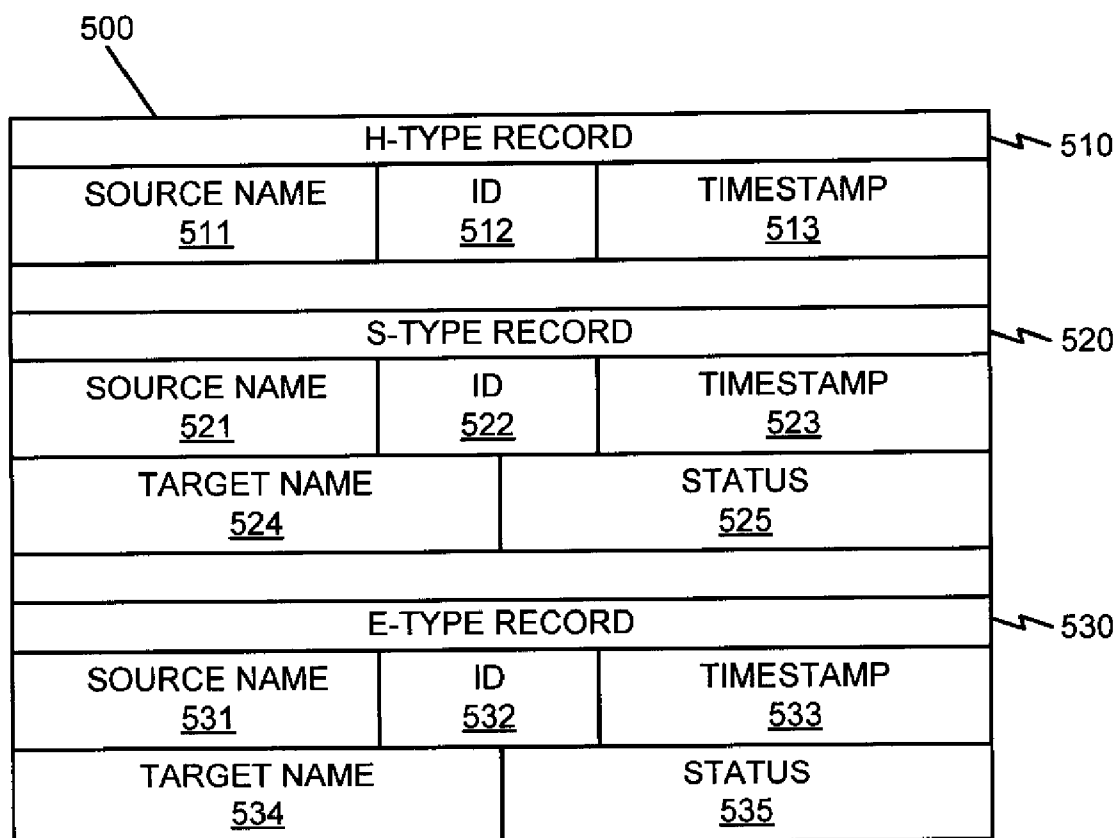 500
H-TYPE RECORD 510
SOURCE NAME ID TIMESTAMP
511 512 513
S-TYPE RECORD 520
SOURCE NAME ID TIMESTAMP
521 522 523
TARGET NAME STATUS
524 525
E-TYPE RECORD 530
SOURCE NAME ID TIMESTAMP
531 532 533
TARGET NAME STATUS
534 535